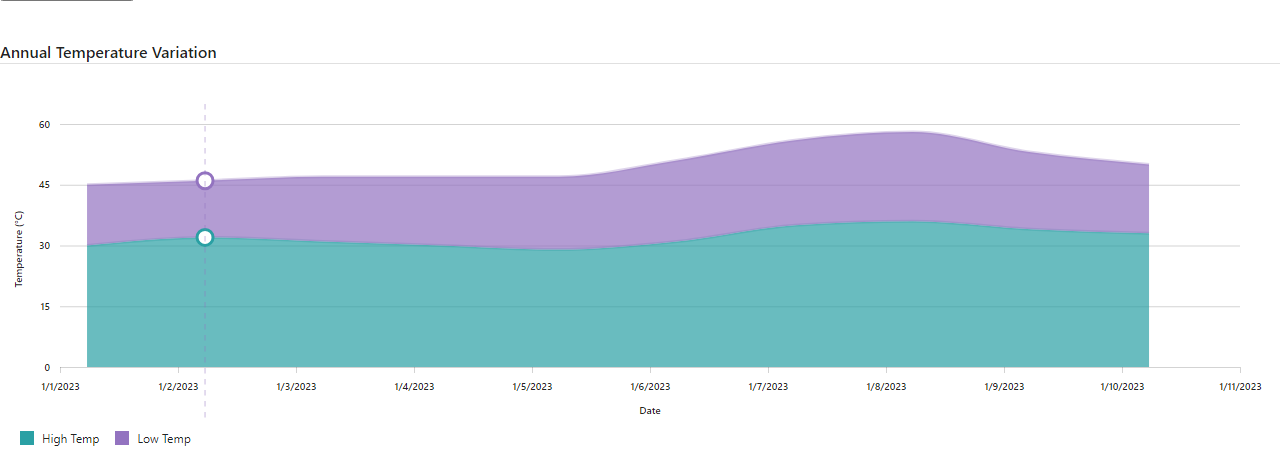 Annual Temperature Variation
60
45
30
15
0
Temperature (°C)
1/1/2023 1/2/2023 1/3/2023 1/4/2023 1/5/2023 1/6/2023 1/7/2023 1/8/2023 1/9/2023 1/10/2023 1/11/2023
Date
High Temp Low Temp